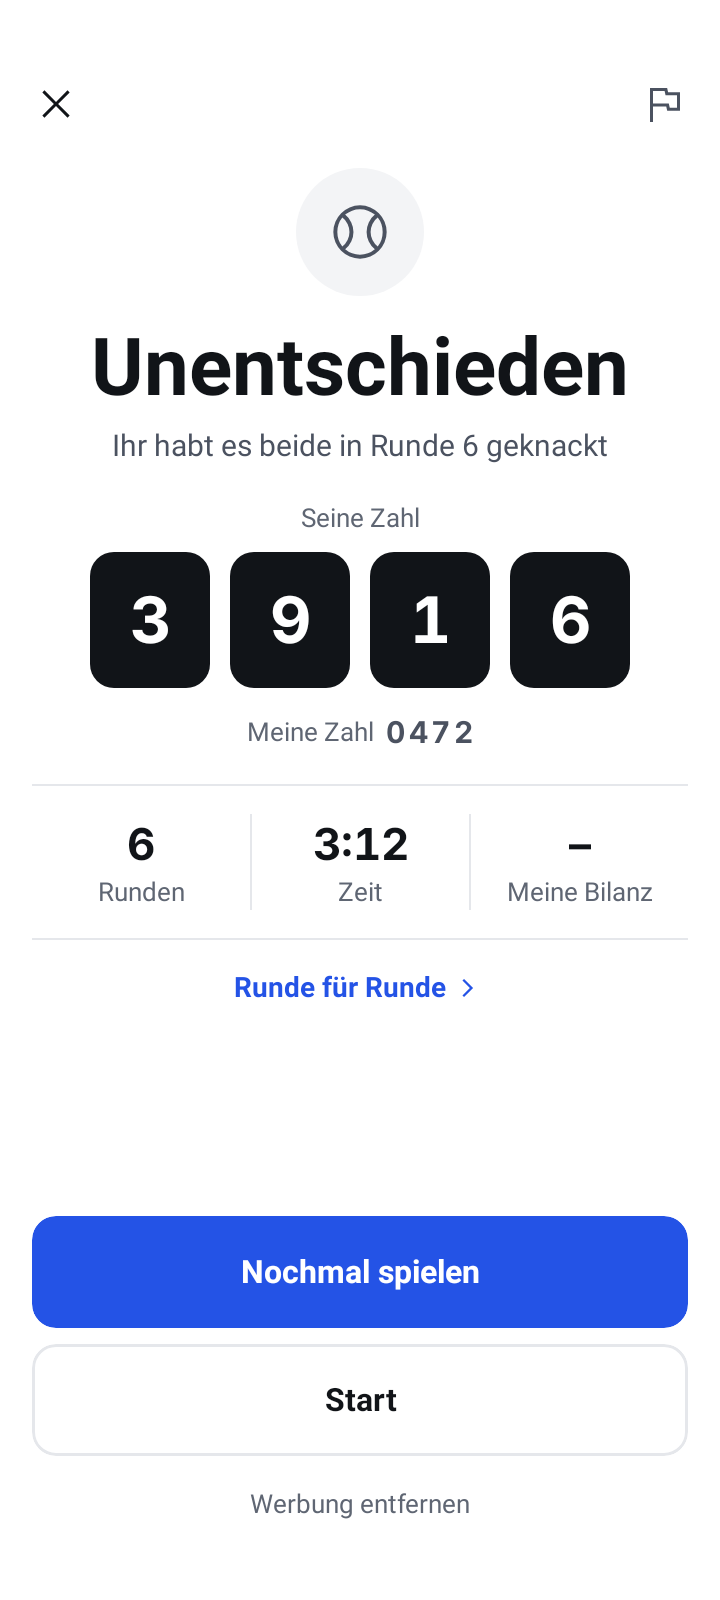 Unentschieden
Ihr habt es beide in Runde 6 geknackt
Seine Zahl
3 9 1 6
Meine Zahl 0472
6 3:12 –
Runden Zeit Meine Bilanz
Runde für Runde
Nochmal spielen
Start
Werbung entfernen